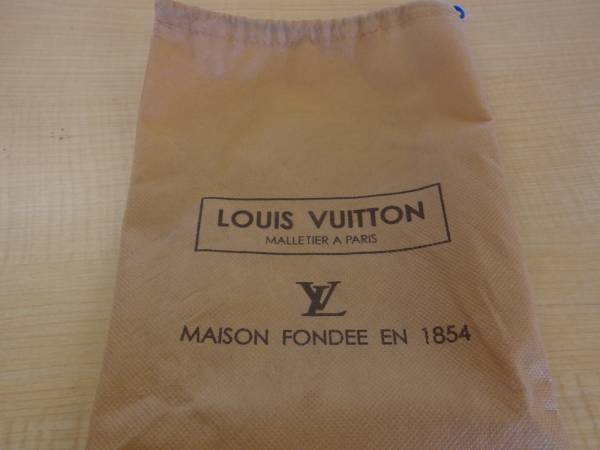 LOUIS VUITTON
MALLETIER A PARIS
LV
MAISON FONDEE EN 1854